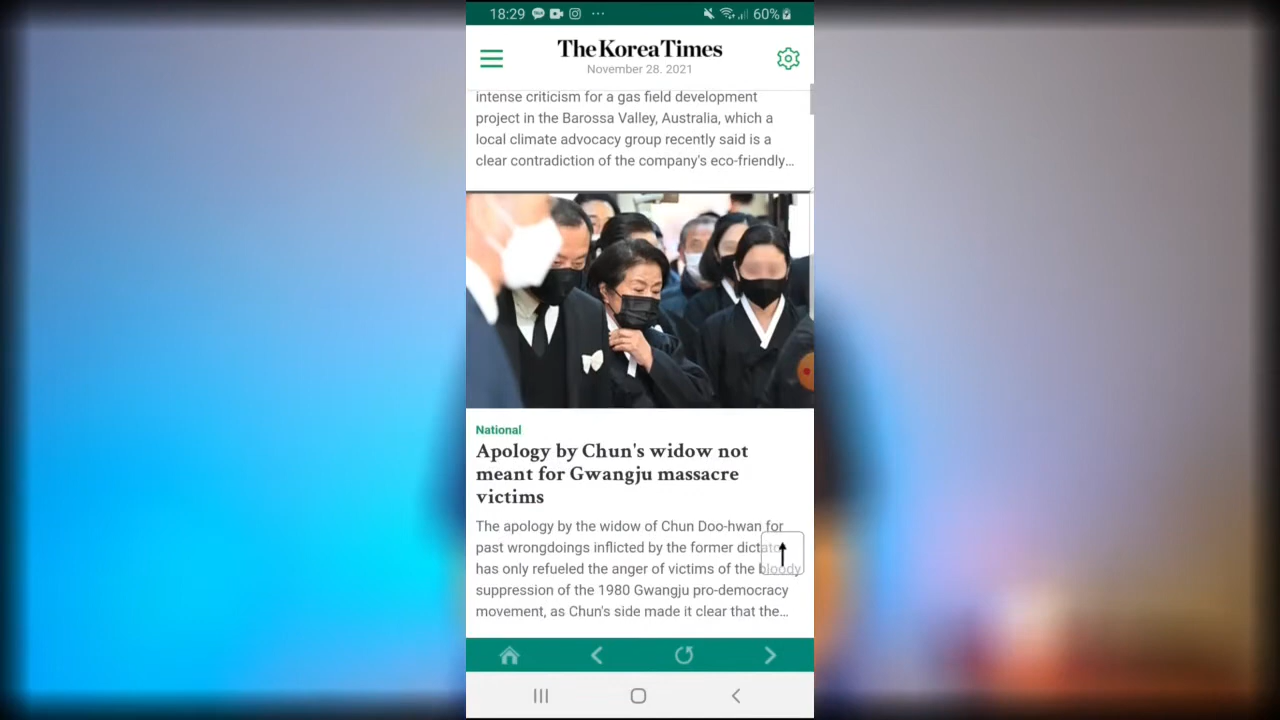 18:29
60%
The Korea Times
November 28. 2021
intense criticism for a gas field development
project in the Barossa Valley, Australia, which a
local climate advocacy group recently said is a
clear contradiction of the company's eco-friendly...
National
Apology by Chun's widow not
meant for Gwangju massacre
victims
The apology by the widow of Chun Doo-hwan for
past wrongdoings inflicted by the former dictator
has only refueled the anger of victims of the bloody
suppression of the 1980 Gwangju pro-democracy
movement, as Chun's side made it clear that the...